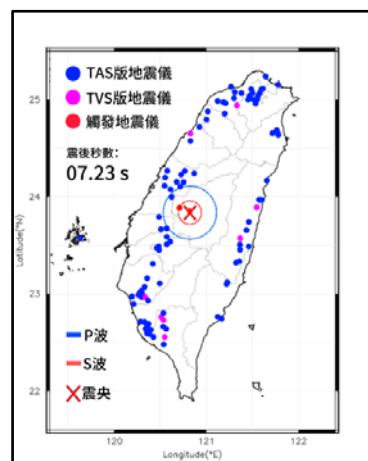 TAS版地震儀
TVS版地震儀
觸發地震儀
震後秒數:
07.23 s
P波
S波
震央
25
24
23
22
Latitude(°N)
120
121
122
Longitude(°E)